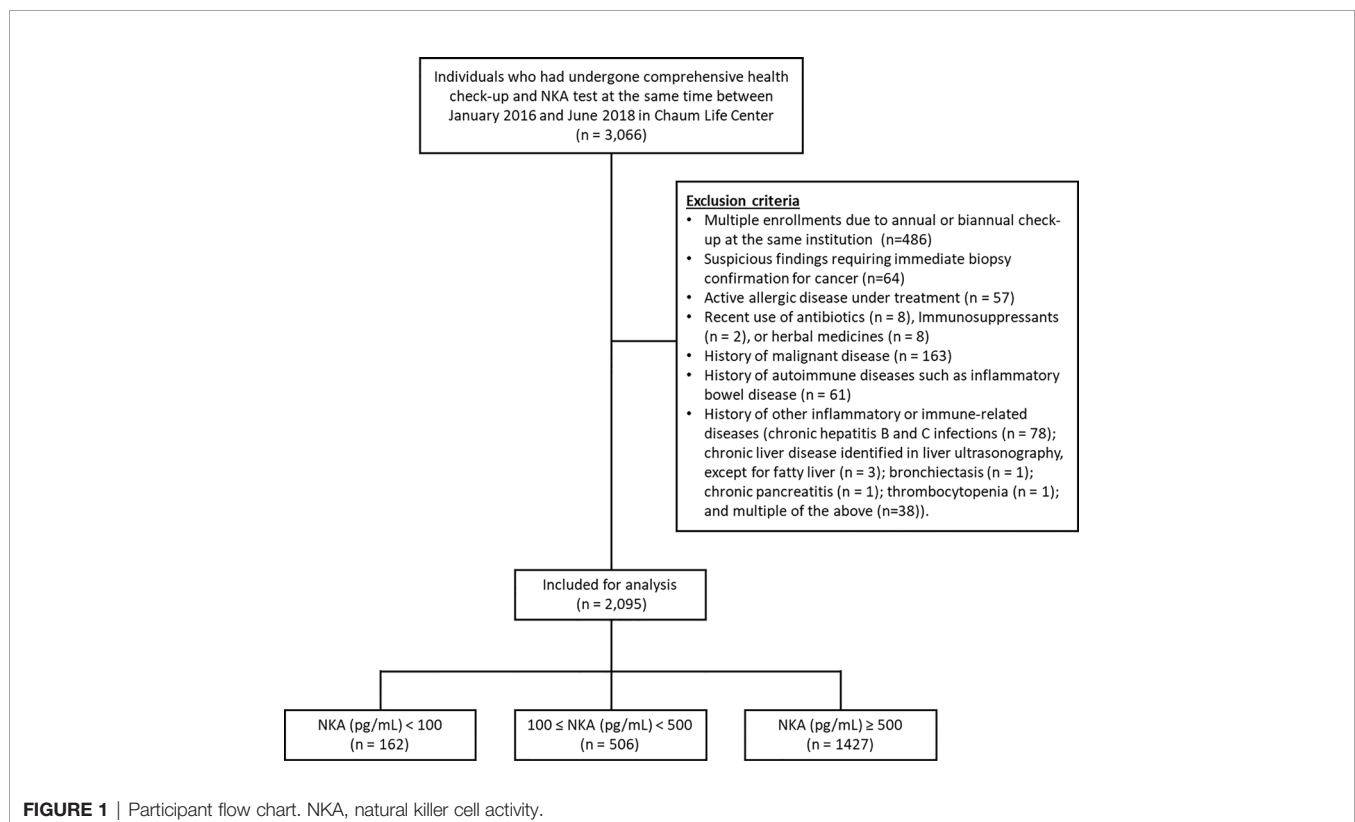 Individuals who had undergone comprehensive health
check-up and NKA test at the same time between
January 2016 and June 2018 in Chaum Life Center
(n = 3,066)
Exclusion criteria
• Multiple enrollments due to annual or biannual check-
up at the same institution (n=486)
• Suspicious findings requiring immediate biopsy
confirmation for cancer (n=64)
• Active allergic disease under treatment (n = 57)
• Recent use of antibiotics (n = 8), Immunosuppressants
(n = 2), or herbal medicines (n = 8)
• History of malignant disease (n = 163)
• History of autoimmune diseases such as inflammatory
bowel disease (n = 61)
• History of other inflammatory or immune-related
diseases (chronic hepatitis B and C infections (n = 78);
chronic liver disease identified in liver ultrasonography,
except for fatty liver (n = 3); bronchiectasis (n = 1);
chronic pancreatitis (n = 1); thrombocytopenia (n = 1);
and multiple of the above (n=38)).
Included for analysis
(n = 2,095)
NKA (pg/mL) < 100
(n = 162)
100 ≤ NKA (pg/mL) < 500
(n = 506)
NKA (pg/mL) ≥ 500
(n = 1427)
FIGURE 1 | Participant flow chart. NKA, natural killer cell activity.